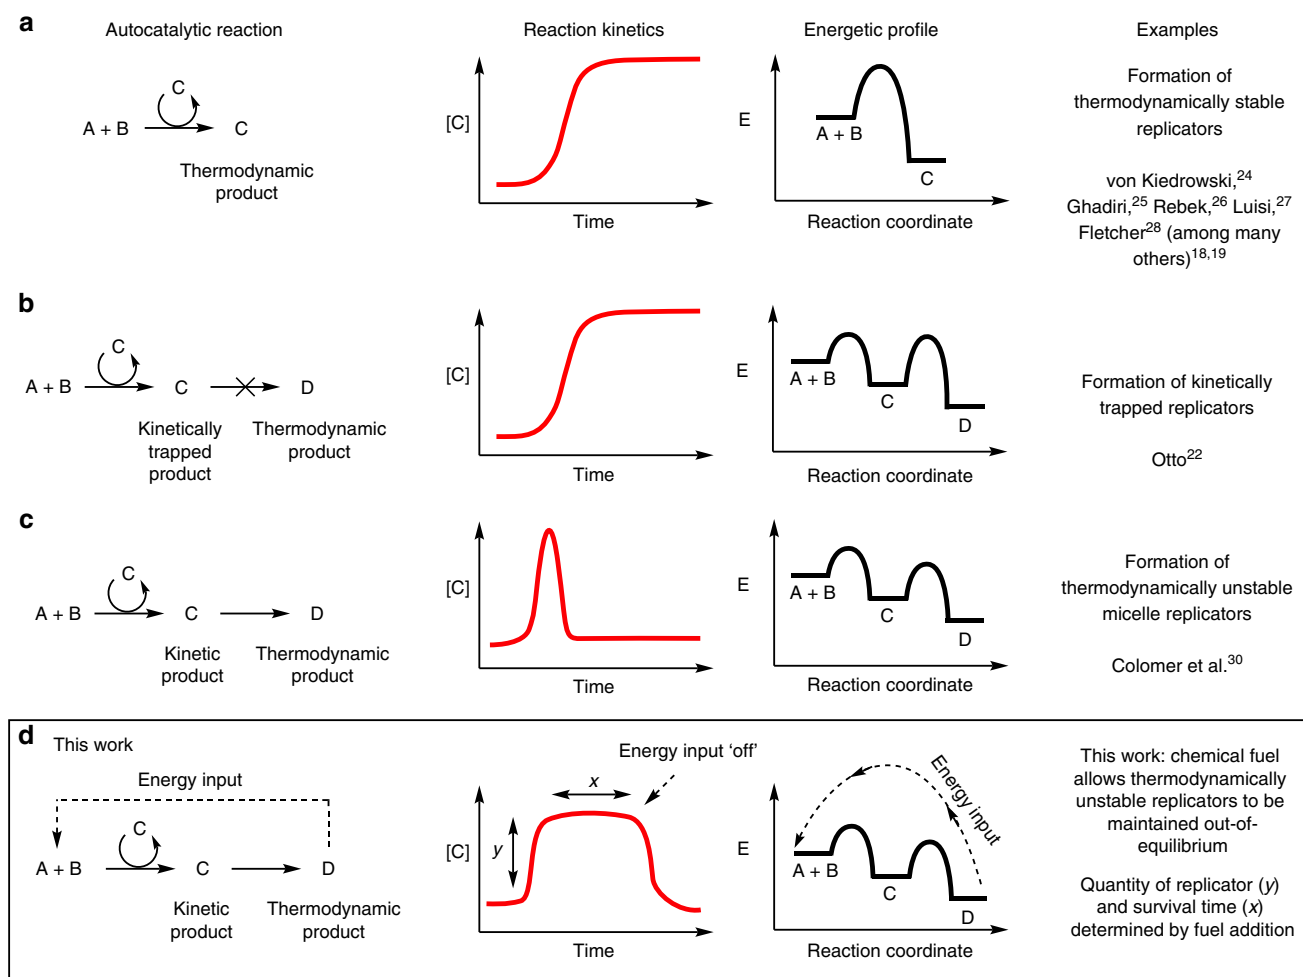 a
Autocatalytic reaction
Reaction kinetics
Energetic profile
Examples
C
A + B
C
Thermodynamic
product
[C]
Time
E
A + B
C
Reaction coordinate
Formation of
thermodynamically stable
replicators
von Kiedrowski,24
Ghadiri,25 Rebek,26 Luisi,27
Fletcher28 (among many
others)18,19
b
C
A + B
C
D
Kinetically
trapped
product
Thermodynamic
product
[C]
Time
E
A + B
C
D
Reaction coordinate
Formation of kinetically
trapped replicators
Otto22
c
C
A + B
C
D
Kinetic
product
Thermodynamic
product
[C]
Time
E
A + B
C
D
Reaction coordinate
Formation of
thermodynamically unstable
micelle replicators
Colomer et al.30
d
This work
Energy input
C
A + B
C
D
Kinetic
product
Thermodynamic
product
Energy input ‘off’
x
y
[C]
Time
E
Energy input
A + B
C
D
Reaction coordinate
This work: chemical fuel
allows thermodynamically
unstable replicators to be
maintained out-of-
equilibrium
Quantity of replicator (y)
and survival time (x)
determined by fuel addition